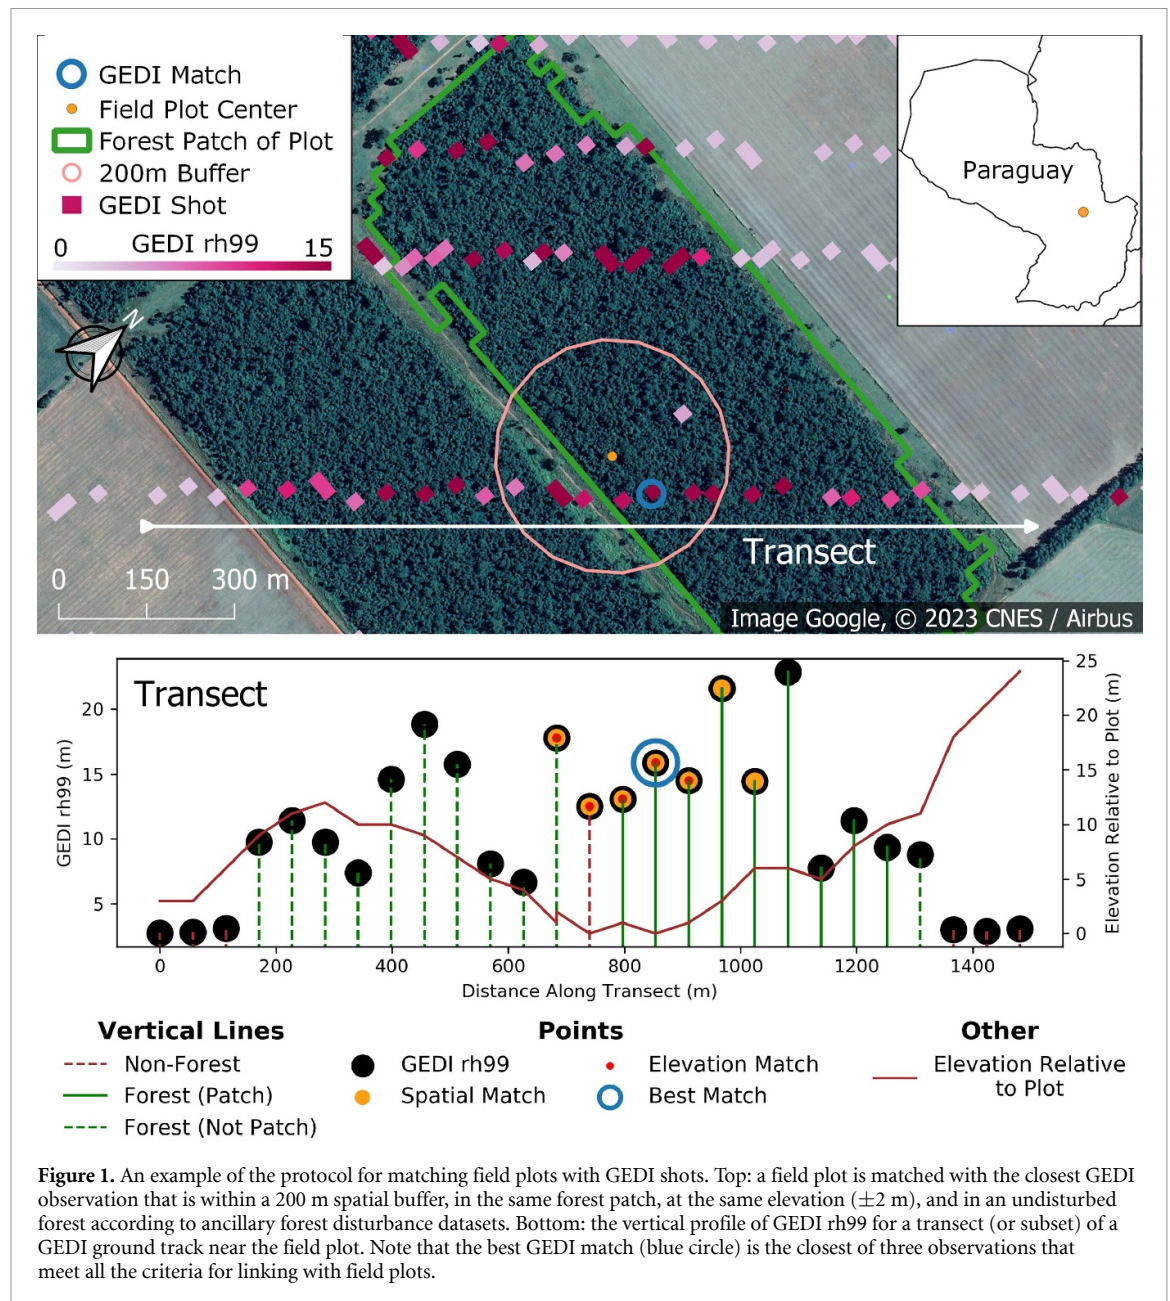 GEDI Match
Field Plot Center
Forest Patch of Plot
200m Buffer
GEDI Shot
0 GEDI rh99 15
Paraguay
N
Transect
0 150 300 m
Image Google, © 2023 CNES / Airbus
Transect
GEDI rh99 (m)
20
15
10
5
Elevation Relative to Plot (m)
25
20
15
10
5
0
0 200 400 600 800 1000 1200 1400
Distance Along Transect (m)
Vertical Lines
Non-Forest
Forest (Patch)
Forest (Not Patch)
Points
GEDI rh99
Spatial Match
Elevation Match
Best Match
Other
Elevation Relative
to Plot
Figure 1. An example of the protocol for matching field plots with GEDI shots. Top: a field plot is matched with the closest GEDI
observation that is within a 200 m spatial buffer, in the same forest patch, at the same elevation (±2 m), and in an undisturbed
forest according to ancillary forest disturbance datasets. Bottom: the vertical profile of GEDI rh99 for a transect (or subset) of a
GEDI ground track near the field plot. Note that the best GEDI match (blue circle) is the closest of three observations that
meet all the criteria for linking with field plots.